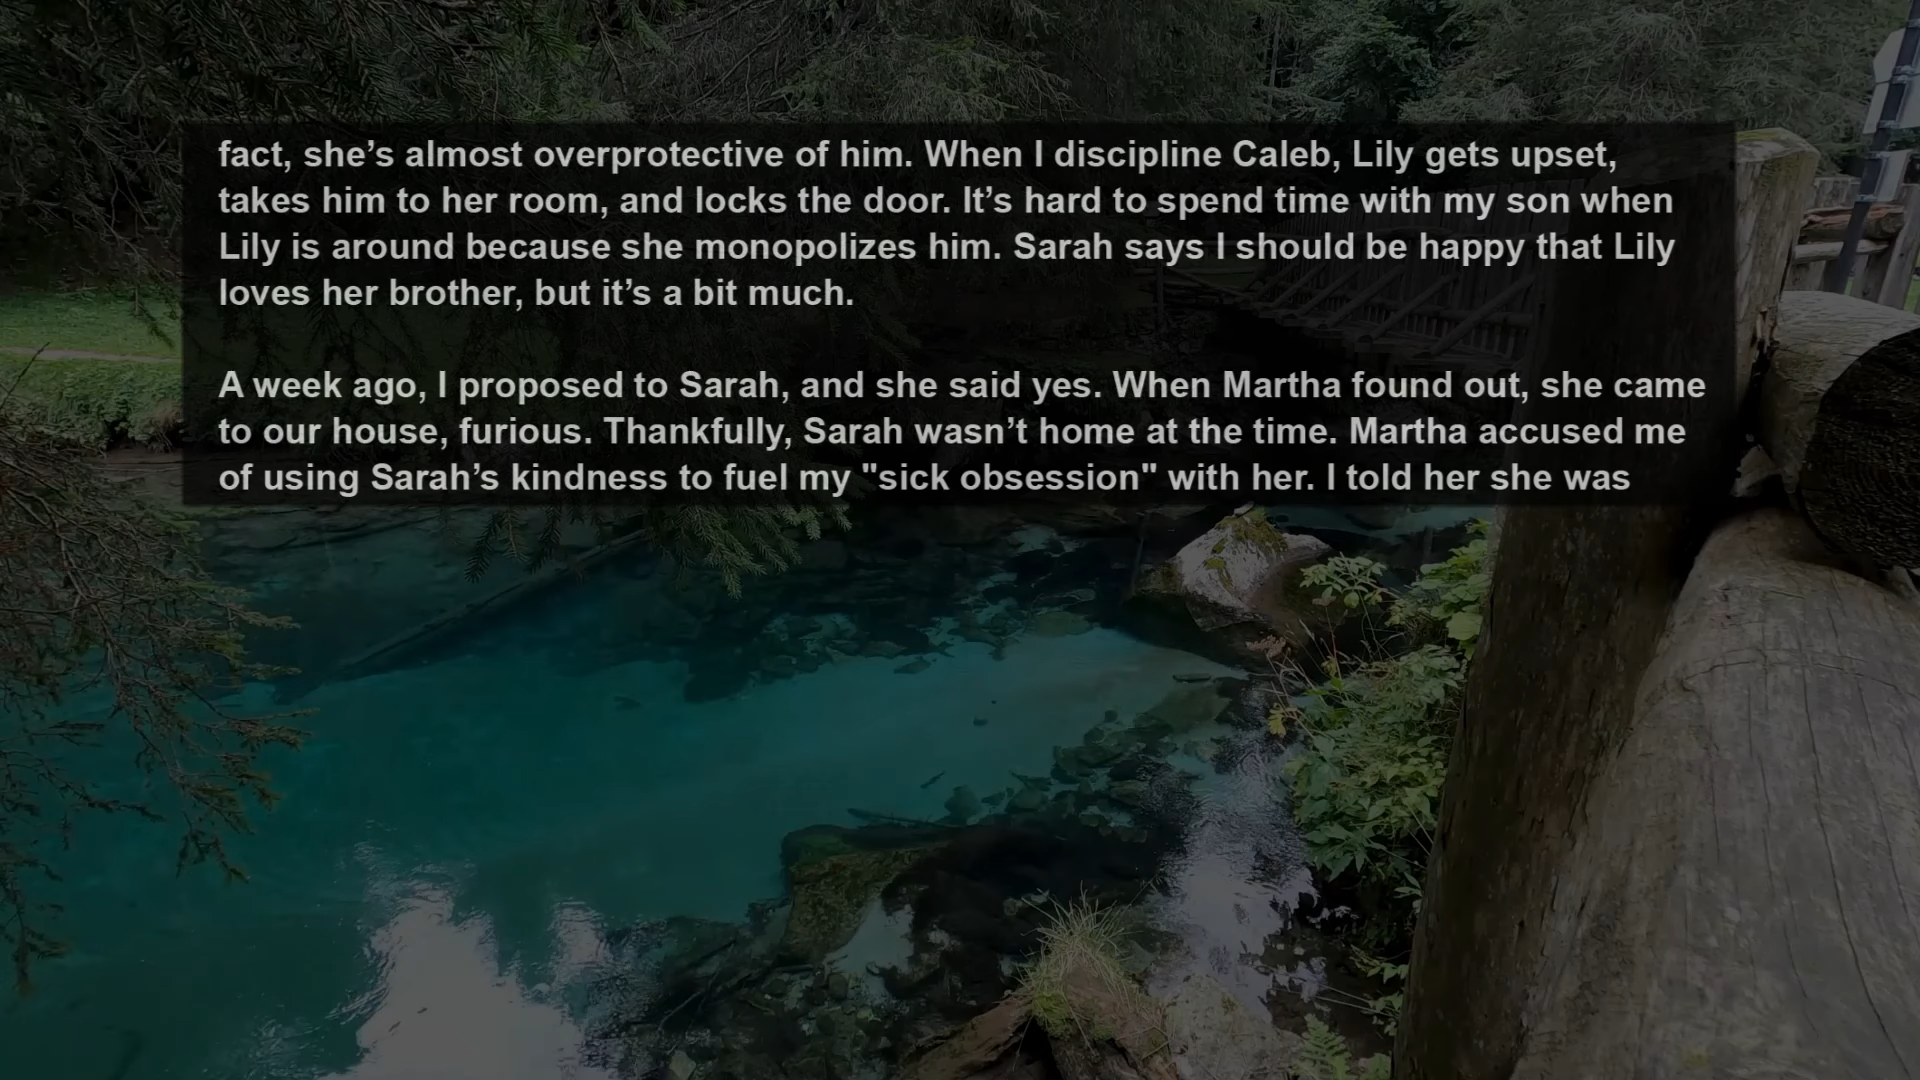 fact, she’s almost overprotective of him. When I discipline Caleb, Lily gets upset,
takes him to her room, and locks the door. It’s hard to spend time with my son when
Lily is around because she monopolizes him. Sarah says I should be happy that Lily
loves her brother, but it’s a bit much.
A week ago, I proposed to Sarah, and she said yes. When Martha found out, she came
to our house, furious. Thankfully, Sarah wasn’t home at the time. Martha accused me
of using Sarah’s kindness to fuel my "sick obsession" with her. I told her she was